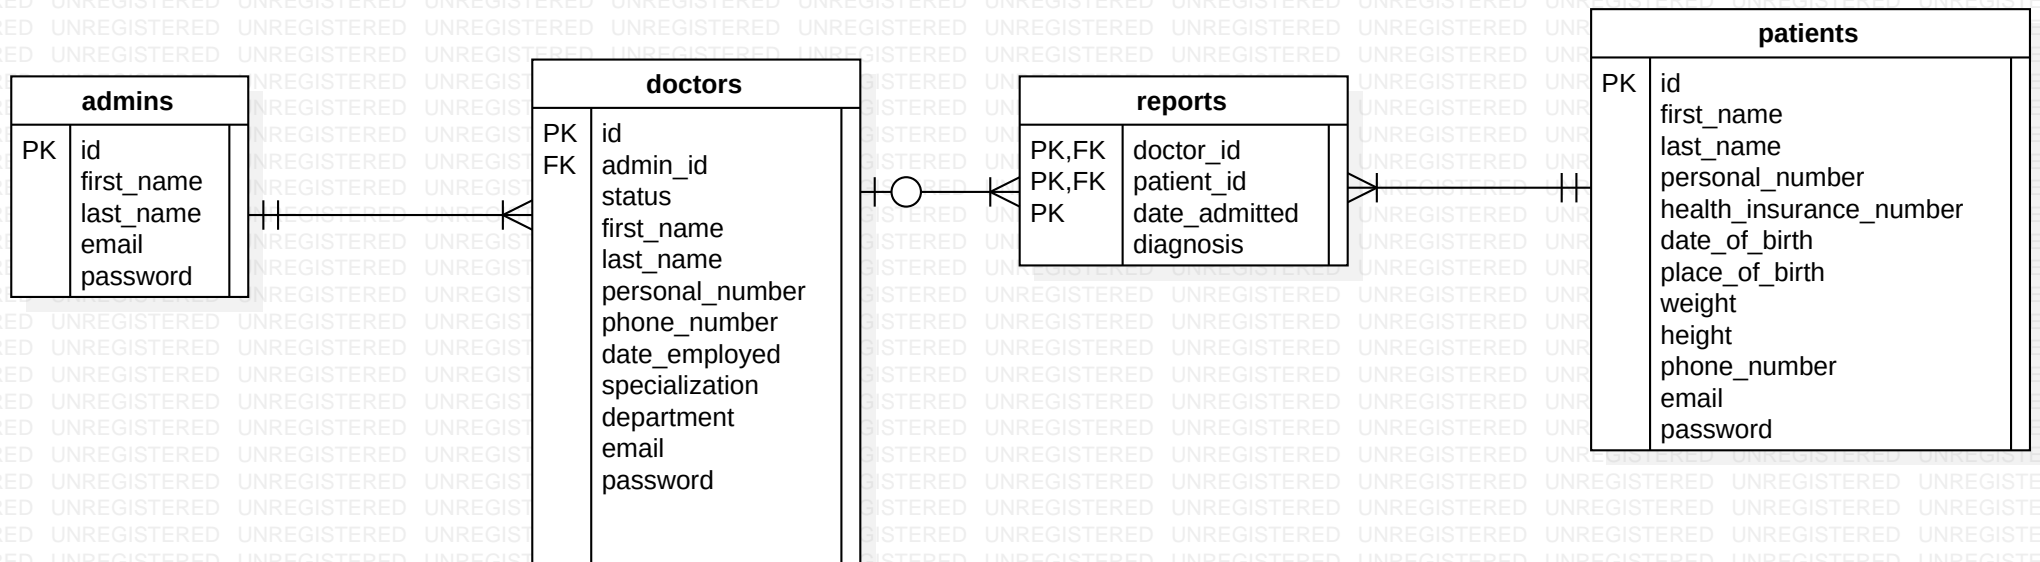 admins
PK id
first_name
last_name
email
password
doctors
PK id
FK admin_id
status
first_name
last_name
personal_number
phone_number
date_employed
specialization
department
email
password
reports
PK,FK doctor_id
PK,FK patient_id
PK date_admitted
diagnosis
patients
PK id
first_name
last_name
personal_number
health_insurance_number
date_of_birth
place_of_birth
weight
height
phone_number
email
password
UNREGISTERED